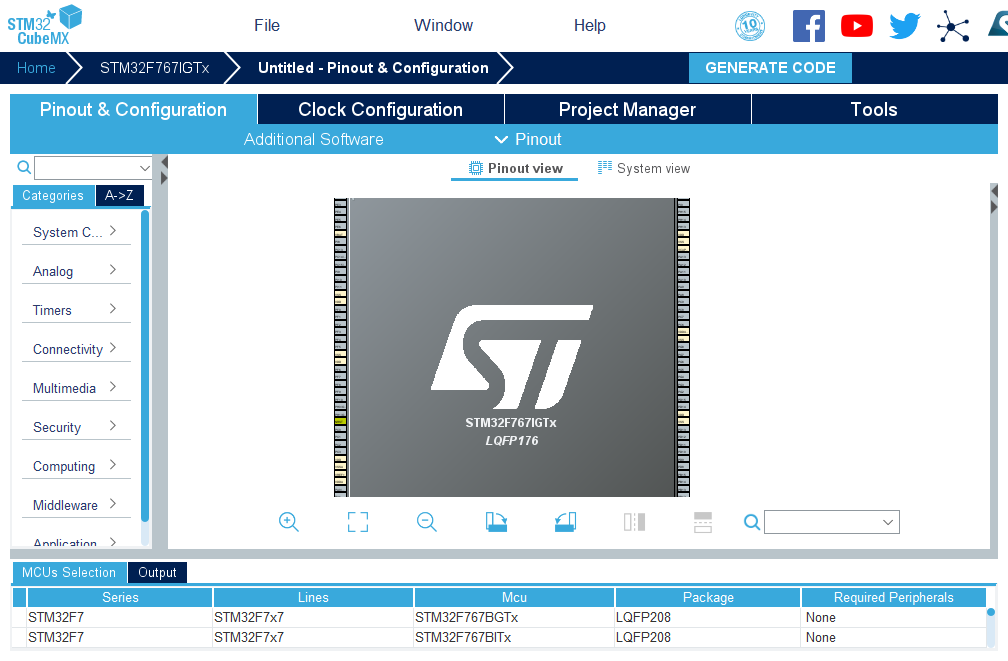 STM32
CubeMX
File Window Help
10
Home STM32F767IGTx Untitled - Pinout & Configuration GENERATE CODE
Pinout & Configuration Clock Configuration Project Manager Tools
Additional Software Pinout
Pinout view System view
Categories A->Z
System C...
Analog
Timers
Connectivity
Multimedia
Security
Computing
Middleware
Application
ST
STM32F767IGTx
LQFP176
MCUs Selection Output
Series Lines Mcu Package Required Peripherals
STM32F7 STM32F7x7 STM32F767BGTx LQFP208 None
STM32F7 STM32F7x7 STM32F767BITx LQFP208 None